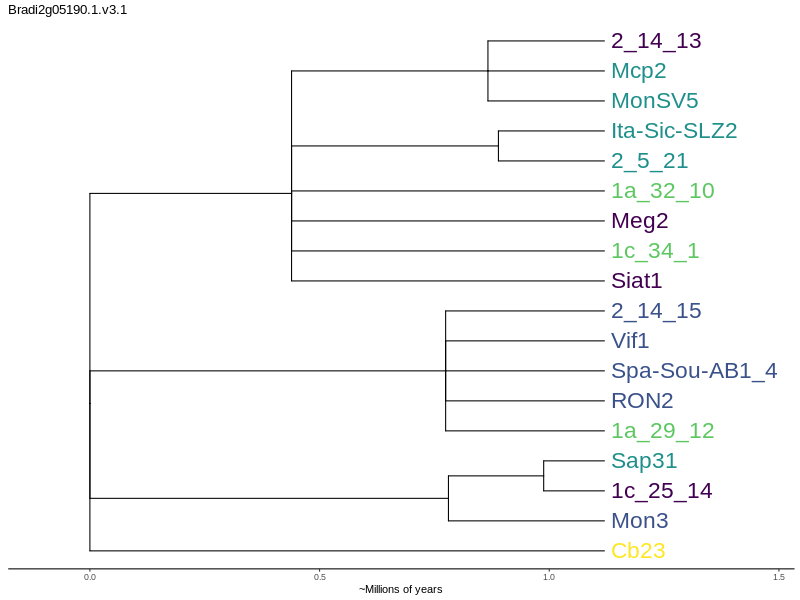 Bradi2g05190.1.v3.1
2_14_13
Mcp2
MonSV5
Ita-Sic-SLZ2
2_5_21
1a_32_10
Meg2
1c_34_1
Siat1
2_14_15
Vif1
Spa-Sou-AB1_4
RON2
1a_29_12
Sap31
1c_25_14
Mon3
Cb23
0.0 0.5 1.0 1.5
~Millions of years